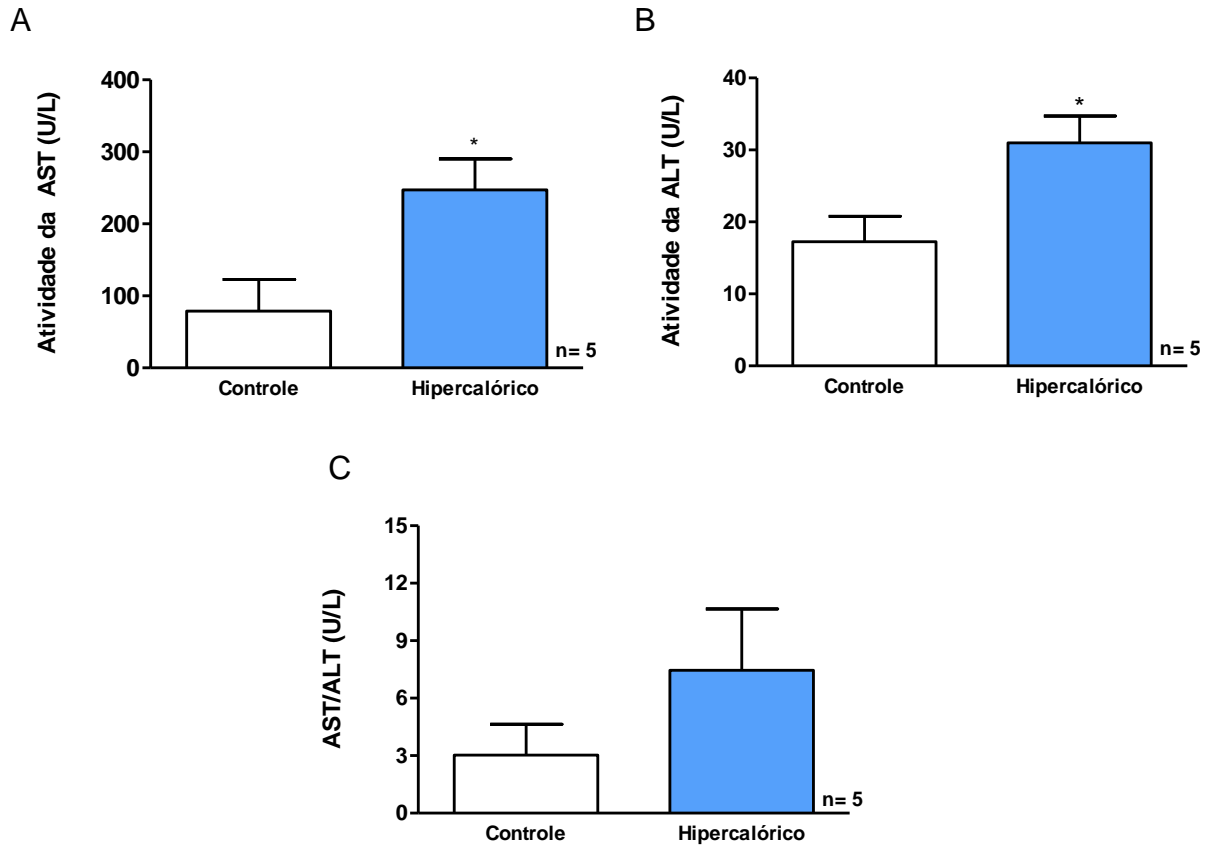 A
Atividade da AST (U/L)
400
300
200
100
0
*
n= 5
Controle
Hipercalórico
B
Atividade da ALT (U/L)
40
30
20
10
0
*
n= 5
Controle
Hipercalórico
C
AST/ALT (U/L)
15
12
9
6
3
0
n= 5
Controle
Hipercalórico